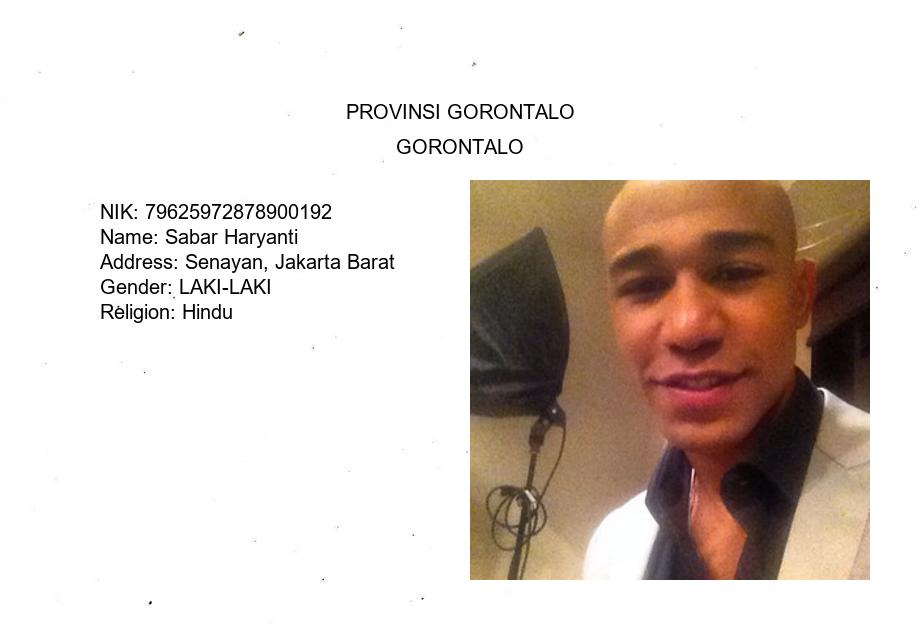 PROVINSI GORONTALO
GORONTALO
NIK: 79625972878900192
Name: Sabar Haryanti
Address: Senayan, Jakarta Barat
Gender: LAKI-LAKI
Religion: Hindu